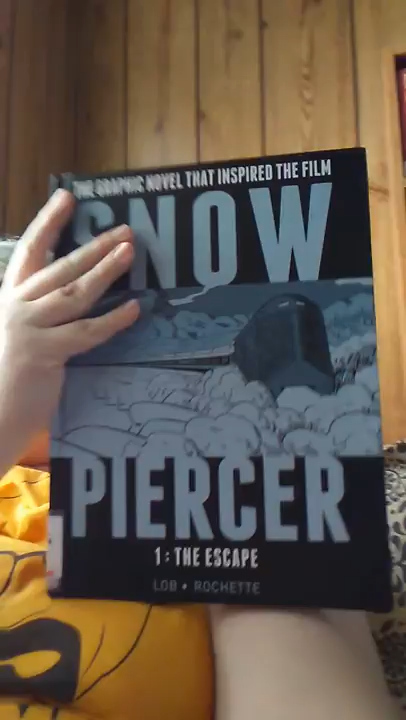 THE GRAPHIC NOVEL THAT INSPIRED THE FILM
SNOW
PIERCER
1: THE ESCAPE
LOB • ROCHETTE